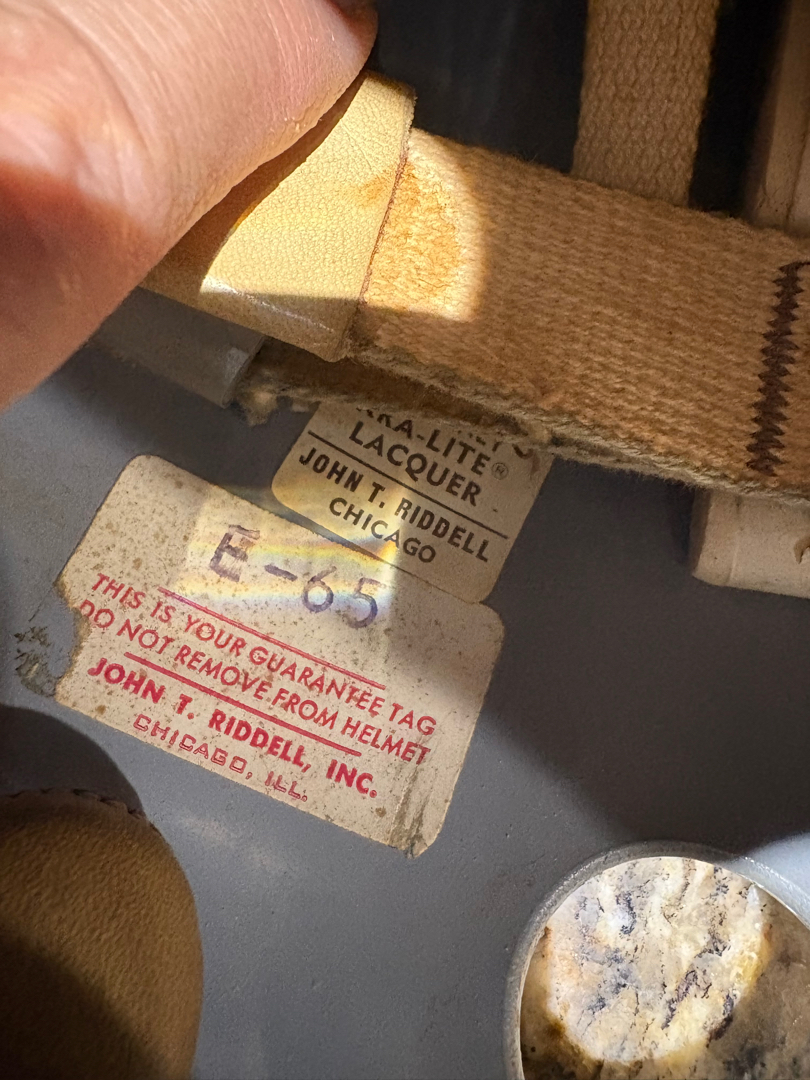 LACQUER
JOHN T. RIDDELL
CHICAGO
E-65
THIS IS YOUR GUARANTEE TAG
DO NOT REMOVE FROM HELMET
JOHN T. RIDDELL, INC.
CHICAGO, ILL.